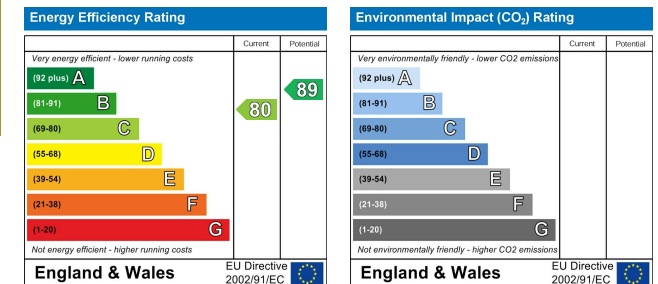 Energy Efficiency Rating
Current Potential
Very energy efficient - lower running costs
(92 plus) A
(81-91) B
(69-80) C
(55-68) D
(39-54) E
(21-38) F
(1-20) G
80
89
Not energy efficient - higher running costs
England & Wales
EU Directive
2002/91/EC
Environmental Impact (CO₂) Rating
Current Potential
Very environmentally friendly - lower CO2 emissions
(92 plus) A
(81-91) B
(69-80) C
(55-68) D
(39-54) E
(21-38) F
(1-20) G
Not environmentally friendly - higher CO2 emissions
England & Wales
EU Directive
2002/91/EC